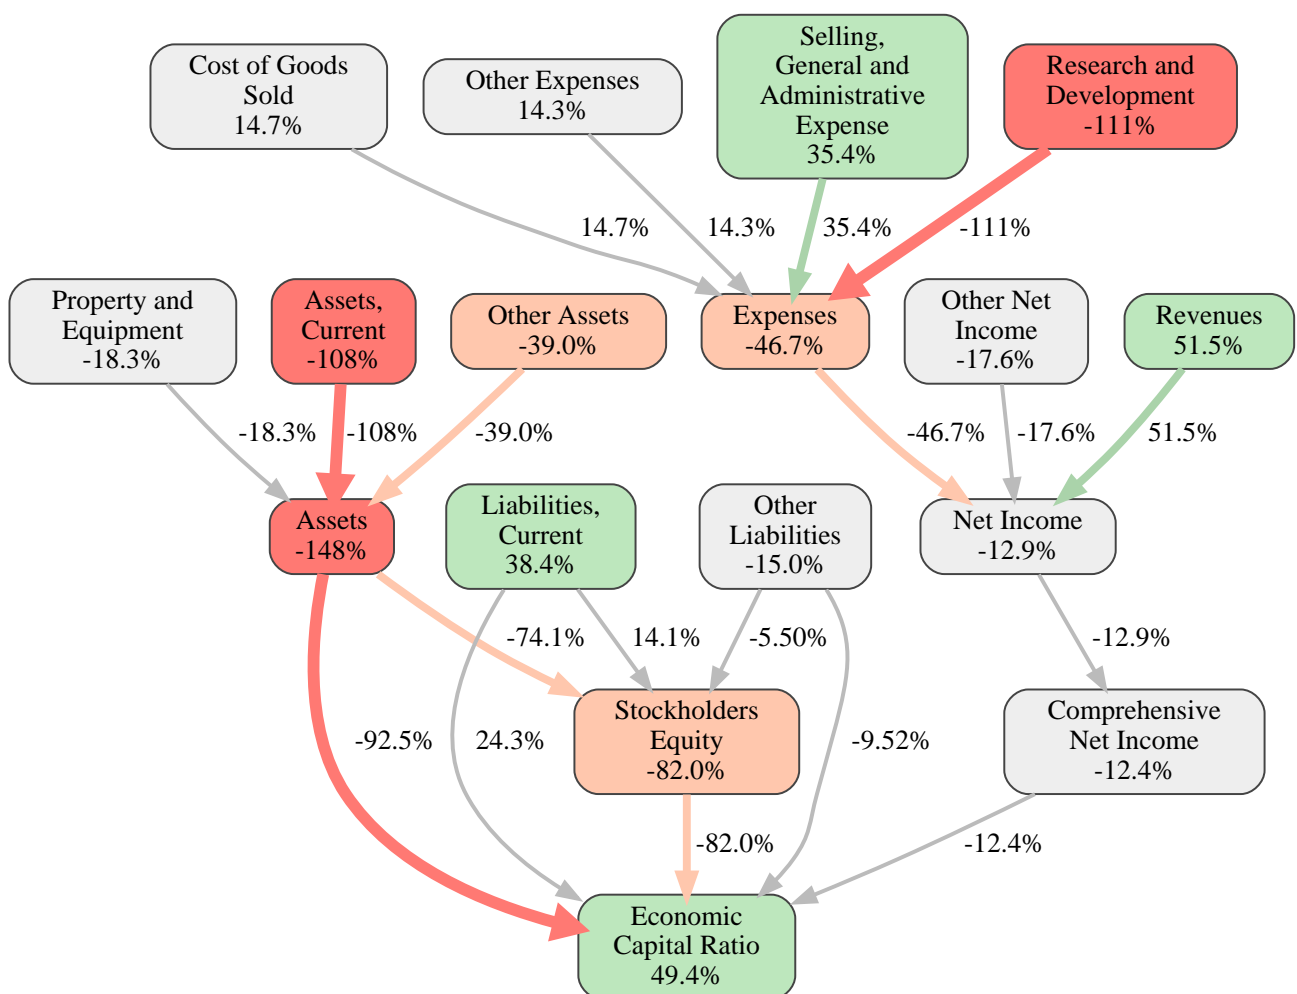 Cost of Goods
Sold
14.7%
Other Expenses
14.3%
Selling,
General and
Administrative
Expense
35.4%
Research and
Development
-111%
14.7%
14.3%
35.4%
-111%
Property and
Equipment
-18.3%
Assets,
Current
-108%
Other Assets
-39.0%
Expenses
-46.7%
Other Net
Income
-17.6%
Revenues
51.5%
-18.3%
-108%
-39.0%
-46.7%
-17.6%
51.5%
Assets
-148%
Liabilities,
Current
38.4%
Other
Liabilities
-15.0%
Net Income
-12.9%
-74.1%
14.1%
-5.50%
-12.9%
Stockholders
Equity
-82.0%
Comprehensive
Net Income
-12.4%
-92.5%
24.3%
-9.52%
-82.0%
-12.4%
Economic
Capital Ratio
49.4%